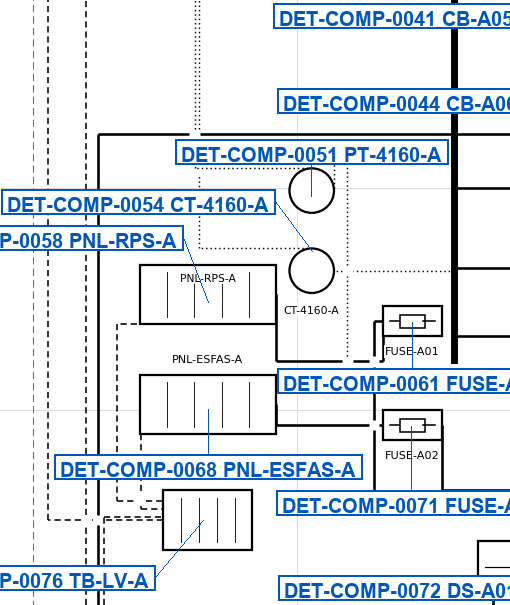 DET-COMP-0041 CB-A05
DET-COMP-0044 CB-A0
DET-COMP-0051 PT-4160-A
DET-COMP-0054 CT-4160-A
P-0058 PNL-RPS-A
PNL-RPS-A
CT-4160-A
FUSE-A01
PNL-ESFAS-A
DET-COMP-0061 FUSE-A
FUSE-A02
DET-COMP-0068 PNL-ESFAS-A
DET-COMP-0071 FUSE-A
P-0076 TB-LV-A
DET-COMP-0072 DS-A01